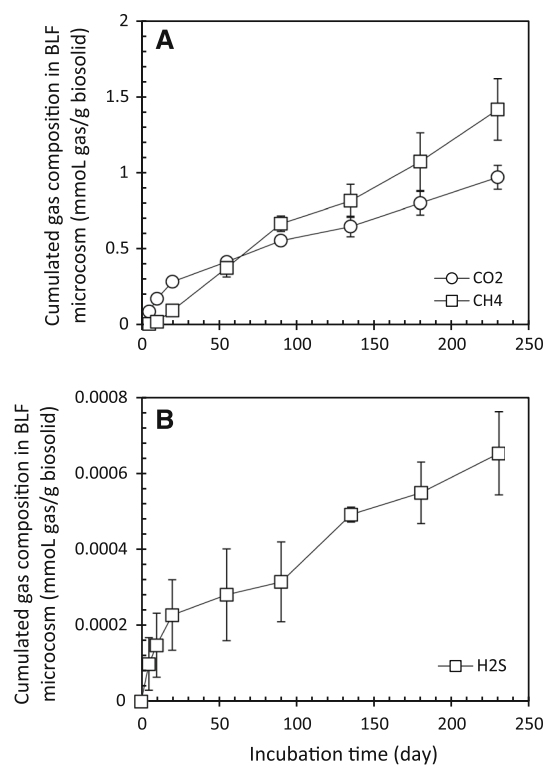 Cumulated gas composition in BLF
microcosm (mmoL gas/g biosolid)
2
1.5
1
0.5
0
A
CO2
CH4
0 50 100 150 200 250
Cumulated gas composition in BLF
microcosm (mmoL gas/g biosolid)
0.0008
0.0006
0.0004
0.0002
0
B
H2S
0 50 100 150 200 250
Incubation time (day)